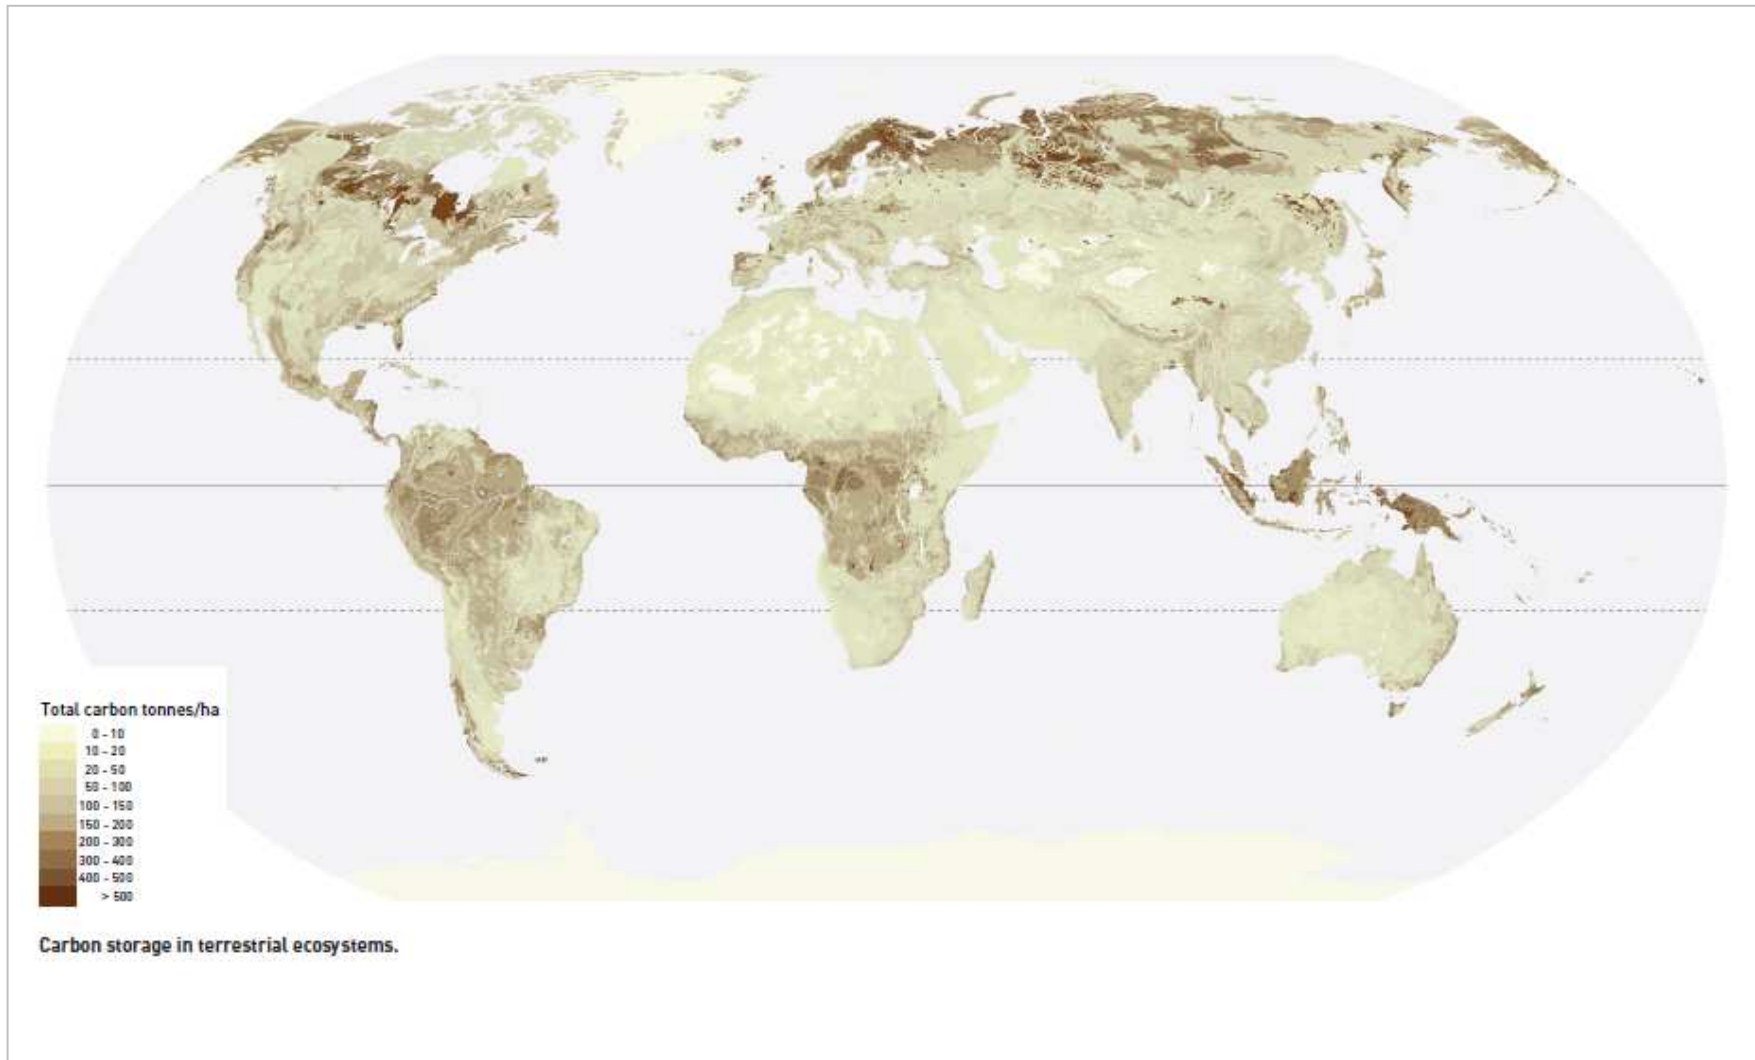 Total carbon tonnes/ha
0 - 10
10 - 20
20 - 50
50 - 100
100 - 150
150 - 200
200 - 300
300 - 400
400 - 500
> 500
Carbon storage in terrestrial ecosystems.